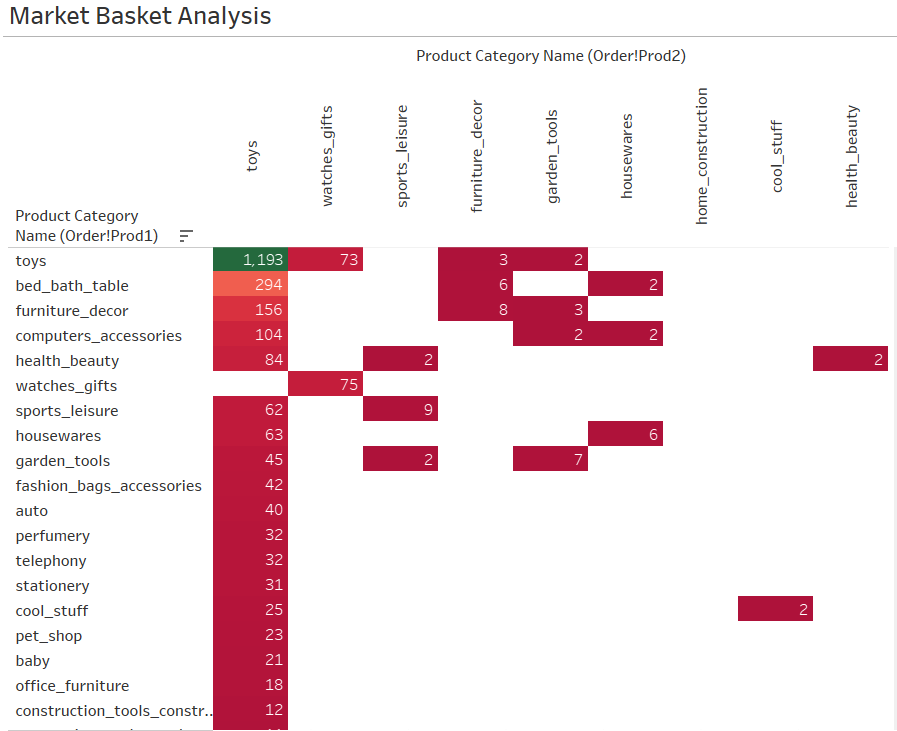 Market Basket Analysis
Product Category Name (Order!Prod2)
toys watches_gifts sports_leisure furniture_decor garden_tools housewares home_construction cool_stuff health_beauty
Product Category
Name (Order!Prod1)
toys 1,193 73 3 2
bed_bath_table 294 6 2
furniture_decor 156 8 3
computers_accessories 104 2 2
health_beauty 84 2 2
watches_gifts 75
sports_leisure 62 9
housewares 63 6
garden_tools 45 2 7
fashion_bags_accessories 42
auto 40
perfumery 32
telephony 32
stationery 31
cool_stuff 25 2
pet_shop 23
baby 21
office_furniture 18
construction_tools_constr.. 12